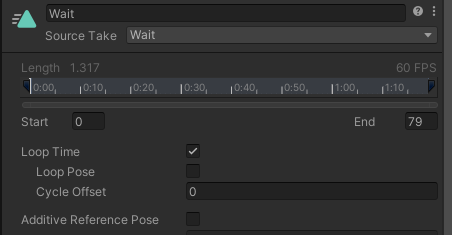 Wait
Source Take Wait
Length 1.317 60 FPS
0:00 0:10 0:20 0:30 0:40 0:50 1:00 1:10
Start 0 End 79
Loop Time
Loop Pose
Cycle Offset 0
Additive Reference Pose